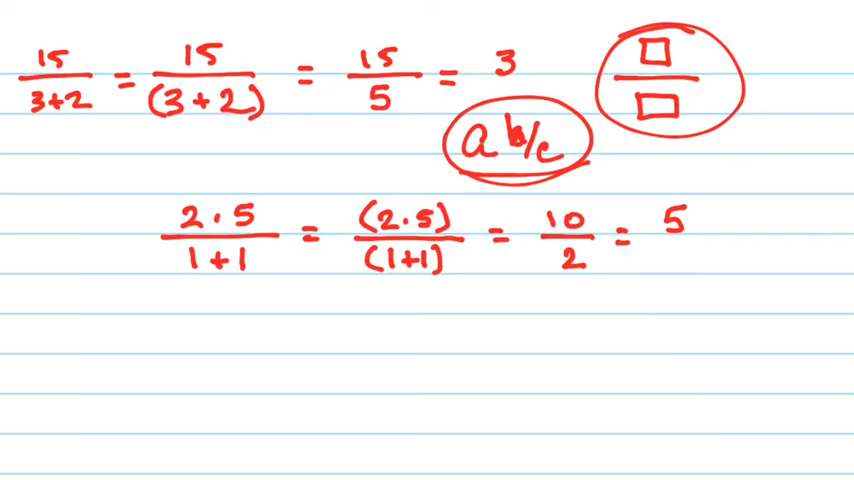 15/3+2 = 15/(3+2) = 15/5 = 3 □/□
a b/c
2·5/1+1 = (2·5)/(1+1) = 10/2 = 5